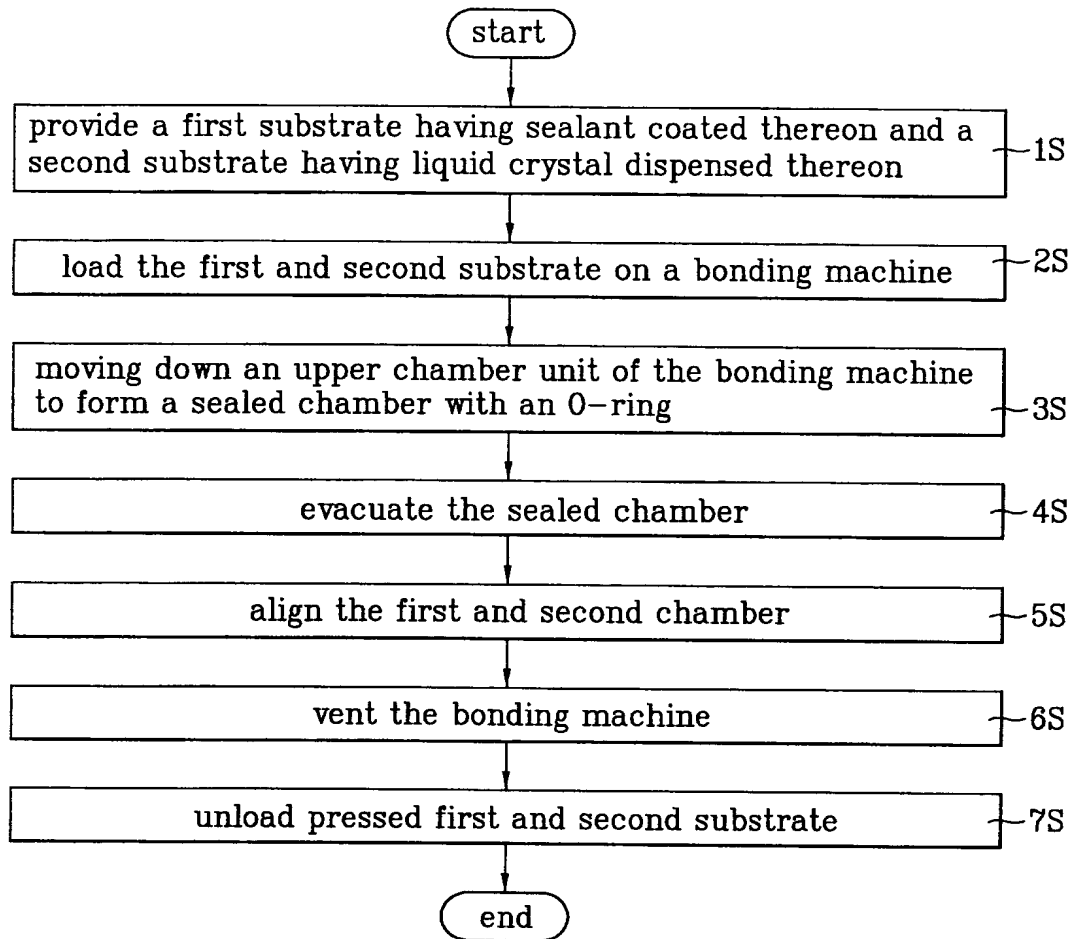 start
provide a first substrate having sealant coated thereon and a
second substrate having liquid crystal dispensed thereon
1S
load the first and second substrate on a bonding machine
2S
moving down an upper chamber unit of the bonding machine
to form a sealed chamber with an O-ring
3S
evacuate the sealed chamber
4S
align the first and second chamber
5S
vent the bonding machine
6S
unload pressed first and second substrate
7S
end